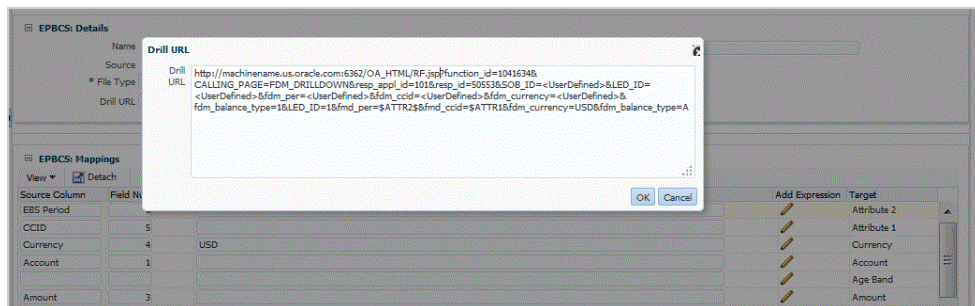 EPBCS: Details
Name
Source
* File Type
Drill URL
Drill URL
Drill URL
http://machinename.us.oracle.com:6362/OA_HTML/RF.jsp?function_id=1041634&
CALLING_PAGE=FDM_DRILLDOWN&resp_appl_id=101&resp_id=50553&SOB_ID=<UserDefined>&LED_ID=
<UserDefined>&fdm_per=<UserDefined>&fdm_ccid=<UserDefined>&fdm_currency=<UserDefined>&
fdm_balance_type=1&LED_ID=1&fmd_per=$ATTR2$&fmd_ccid=$ATTR1&fdm_currency=USD&fdm_balance_type=A
OK Cancel
EPBCS: Mappings
View Detach
Source Column Field Nu Add Expression Target
EBS Period Attribute 2
CCID 5 Attribute 1
Currency 4 USD Currency
Account 1 Account
Age Band
Amount 3 Amount